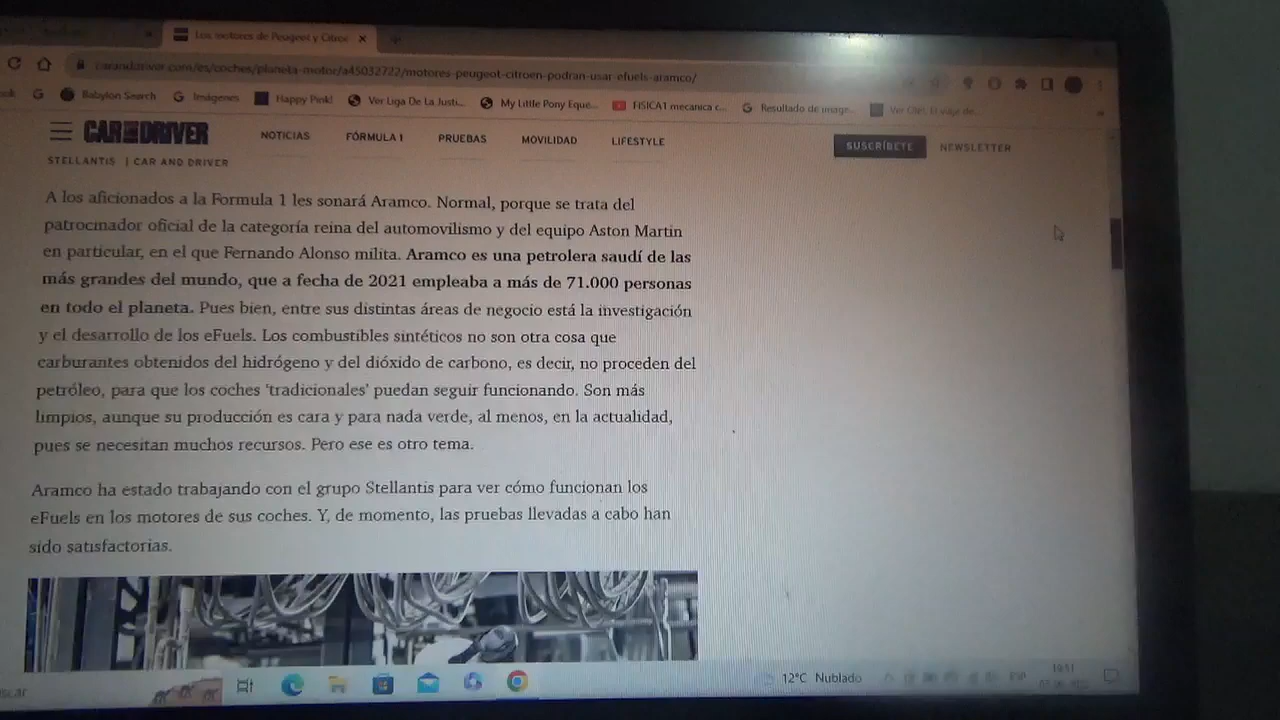 Los motores de Peugeot y Citroe
carandriver.com/es/coches/planeta-motor/a45032722/motores-peugeot-citroen-podran-usar-efuels-aramco/
Babylon Search Imágenes Happy Pink! Ver Liga De La Justi... My Little Pony Eque... FISICA1 mecanica c... Resultado de image...
CAR AND DRIVER NOTICIAS FÓRMULA 1 PRUEBAS MOVILIDAD LIFESTYLE SUSCRÍBETE NEWSLETTER
STELLANTIS | CAR AND DRIVER
A los aficionados a la Formula 1 les sonará Aramco. Normal, porque se trata del
patrocinador oficial de la categoría reina del automovilismo y del equipo Aston Martin
en particular, en el que Fernando Alonso milita. Aramco es una petrolera saudí de las
más grandes del mundo, que a fecha de 2021 empleaba a más de 71.000 personas
en todo el planeta. Pues bien, entre sus distintas áreas de negocio está la investigación
y el desarrollo de los eFuels. Los combustibles sintéticos no son otra cosa que
carburantes obtenidos del hidrógeno y del dióxido de carbono, es decir, no proceden del
petróleo, para que los coches 'tradicionales' puedan seguir funcionando. Son más
limpios, aunque su producción es cara y para nada verde, al menos, en la actualidad,
pues se necesitan muchos recursos. Pero ese es otro tema.
Aramco ha estado trabajando con el grupo Stellantis para ver cómo funcionan los
eFuels en los motores de sus coches. Y, de momento, las pruebas llevadas a cabo han
sido satisfactorias.
12°C Nublado ESP 19:51